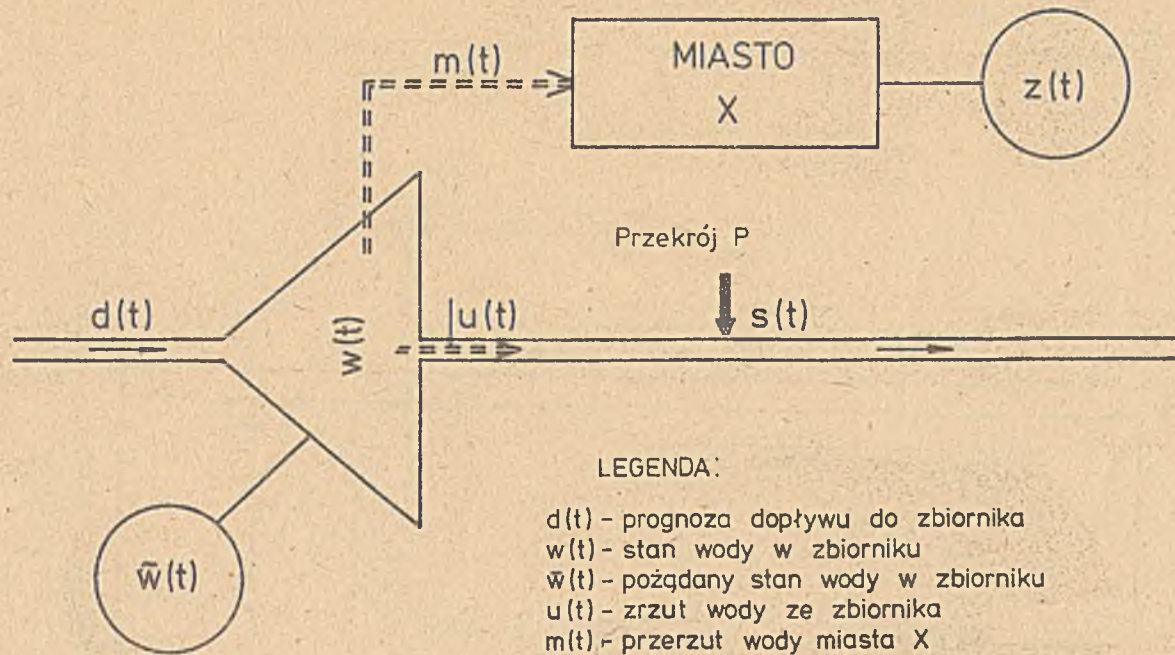 m(t)
MIASTO
X
z(t)
Przekrój P
d(t)
w(t)
u(t)
s(t)
w̄(t)
LEGENDA:
d(t) - prognoza dopływu do zbiornika
w(t) - stan wody w zbiorniku
w̄(t) - pożądany stan wody w zbiorniku
u(t) - zrzut wody ze zbiornika
m(t) - przerzut wody miasta X